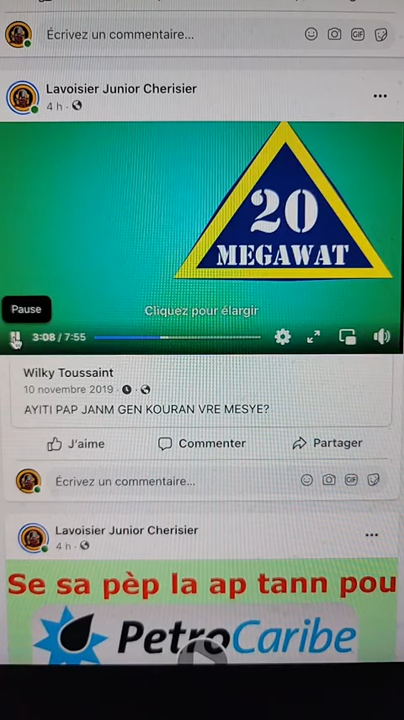 Écrivez un commentaire...
GIF
Lavoisier Junior Cherisier
4 h ·
20
MEGAWAT
Pause
Cliquez pour élargir
3:08 / 7:55
Wilky Toussaint
10 novembre 2019 ·
AYITI PAP JANM GEN KOURAN VRE MESYE?
J'aime
Commenter
Partager
Écrivez un commentaire...
GIF
Lavoisier Junior Cherisier
4 h ·
Se sa pèp la ap tann pou
PetroCaribe